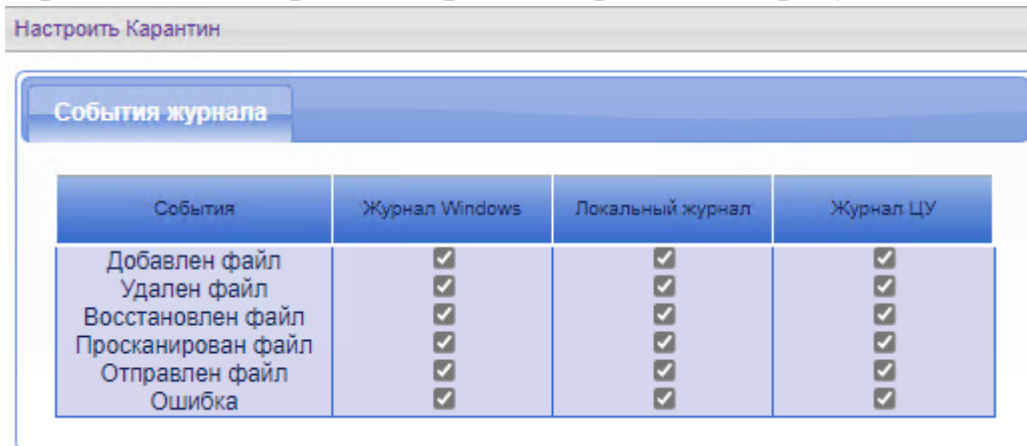 Настроить Карантин
События журнала
События Журнал Windows Локальный журнал Журнал ЦУ
Добавлен файл
Удален файл
Восстановлен файл
Просканирован файл
Отправлен файл
Ошибка